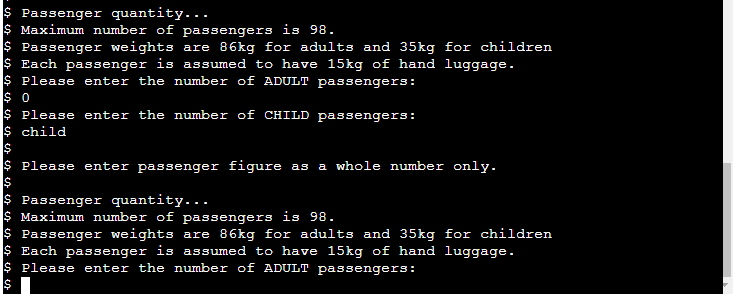 $ Passenger quantity...
$ Maximum number of passengers is 98.
$ Passenger weights are 86kg for adults and 35kg for children
$ Each passenger is assumed to have 15kg of hand luggage.
$ Please enter the number of ADULT passengers:
$ 0
$ Please enter the number of CHILD passengers:
$ child
$
$ Please enter passenger figure as a whole number only.
$
$ Passenger quantity...
$ Maximum number of passengers is 98.
$ Passenger weights are 86kg for adults and 35kg for children
$ Each passenger is assumed to have 15kg of hand luggage.
$ Please enter the number of ADULT passengers:
$